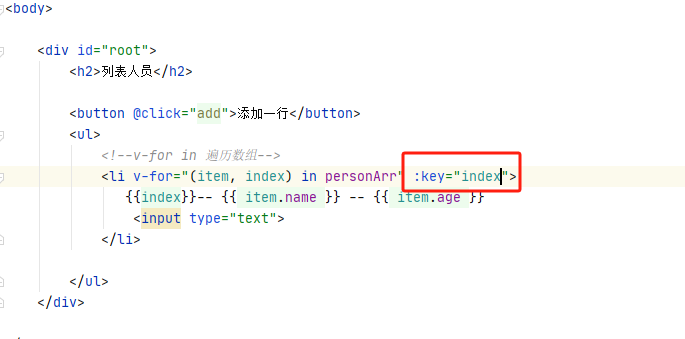 <body>
<div id="root">
<h2>列表人员</h2>
<button @click="add">添加一行</button>
<ul>
<!--v-for in 遍历数组-->
<li v-for="(item, index) in personArr" :key="index">
{{index}}-- {{ item.name }} -- {{ item.age }}
<input type="text">
</li>
</ul>
</div>